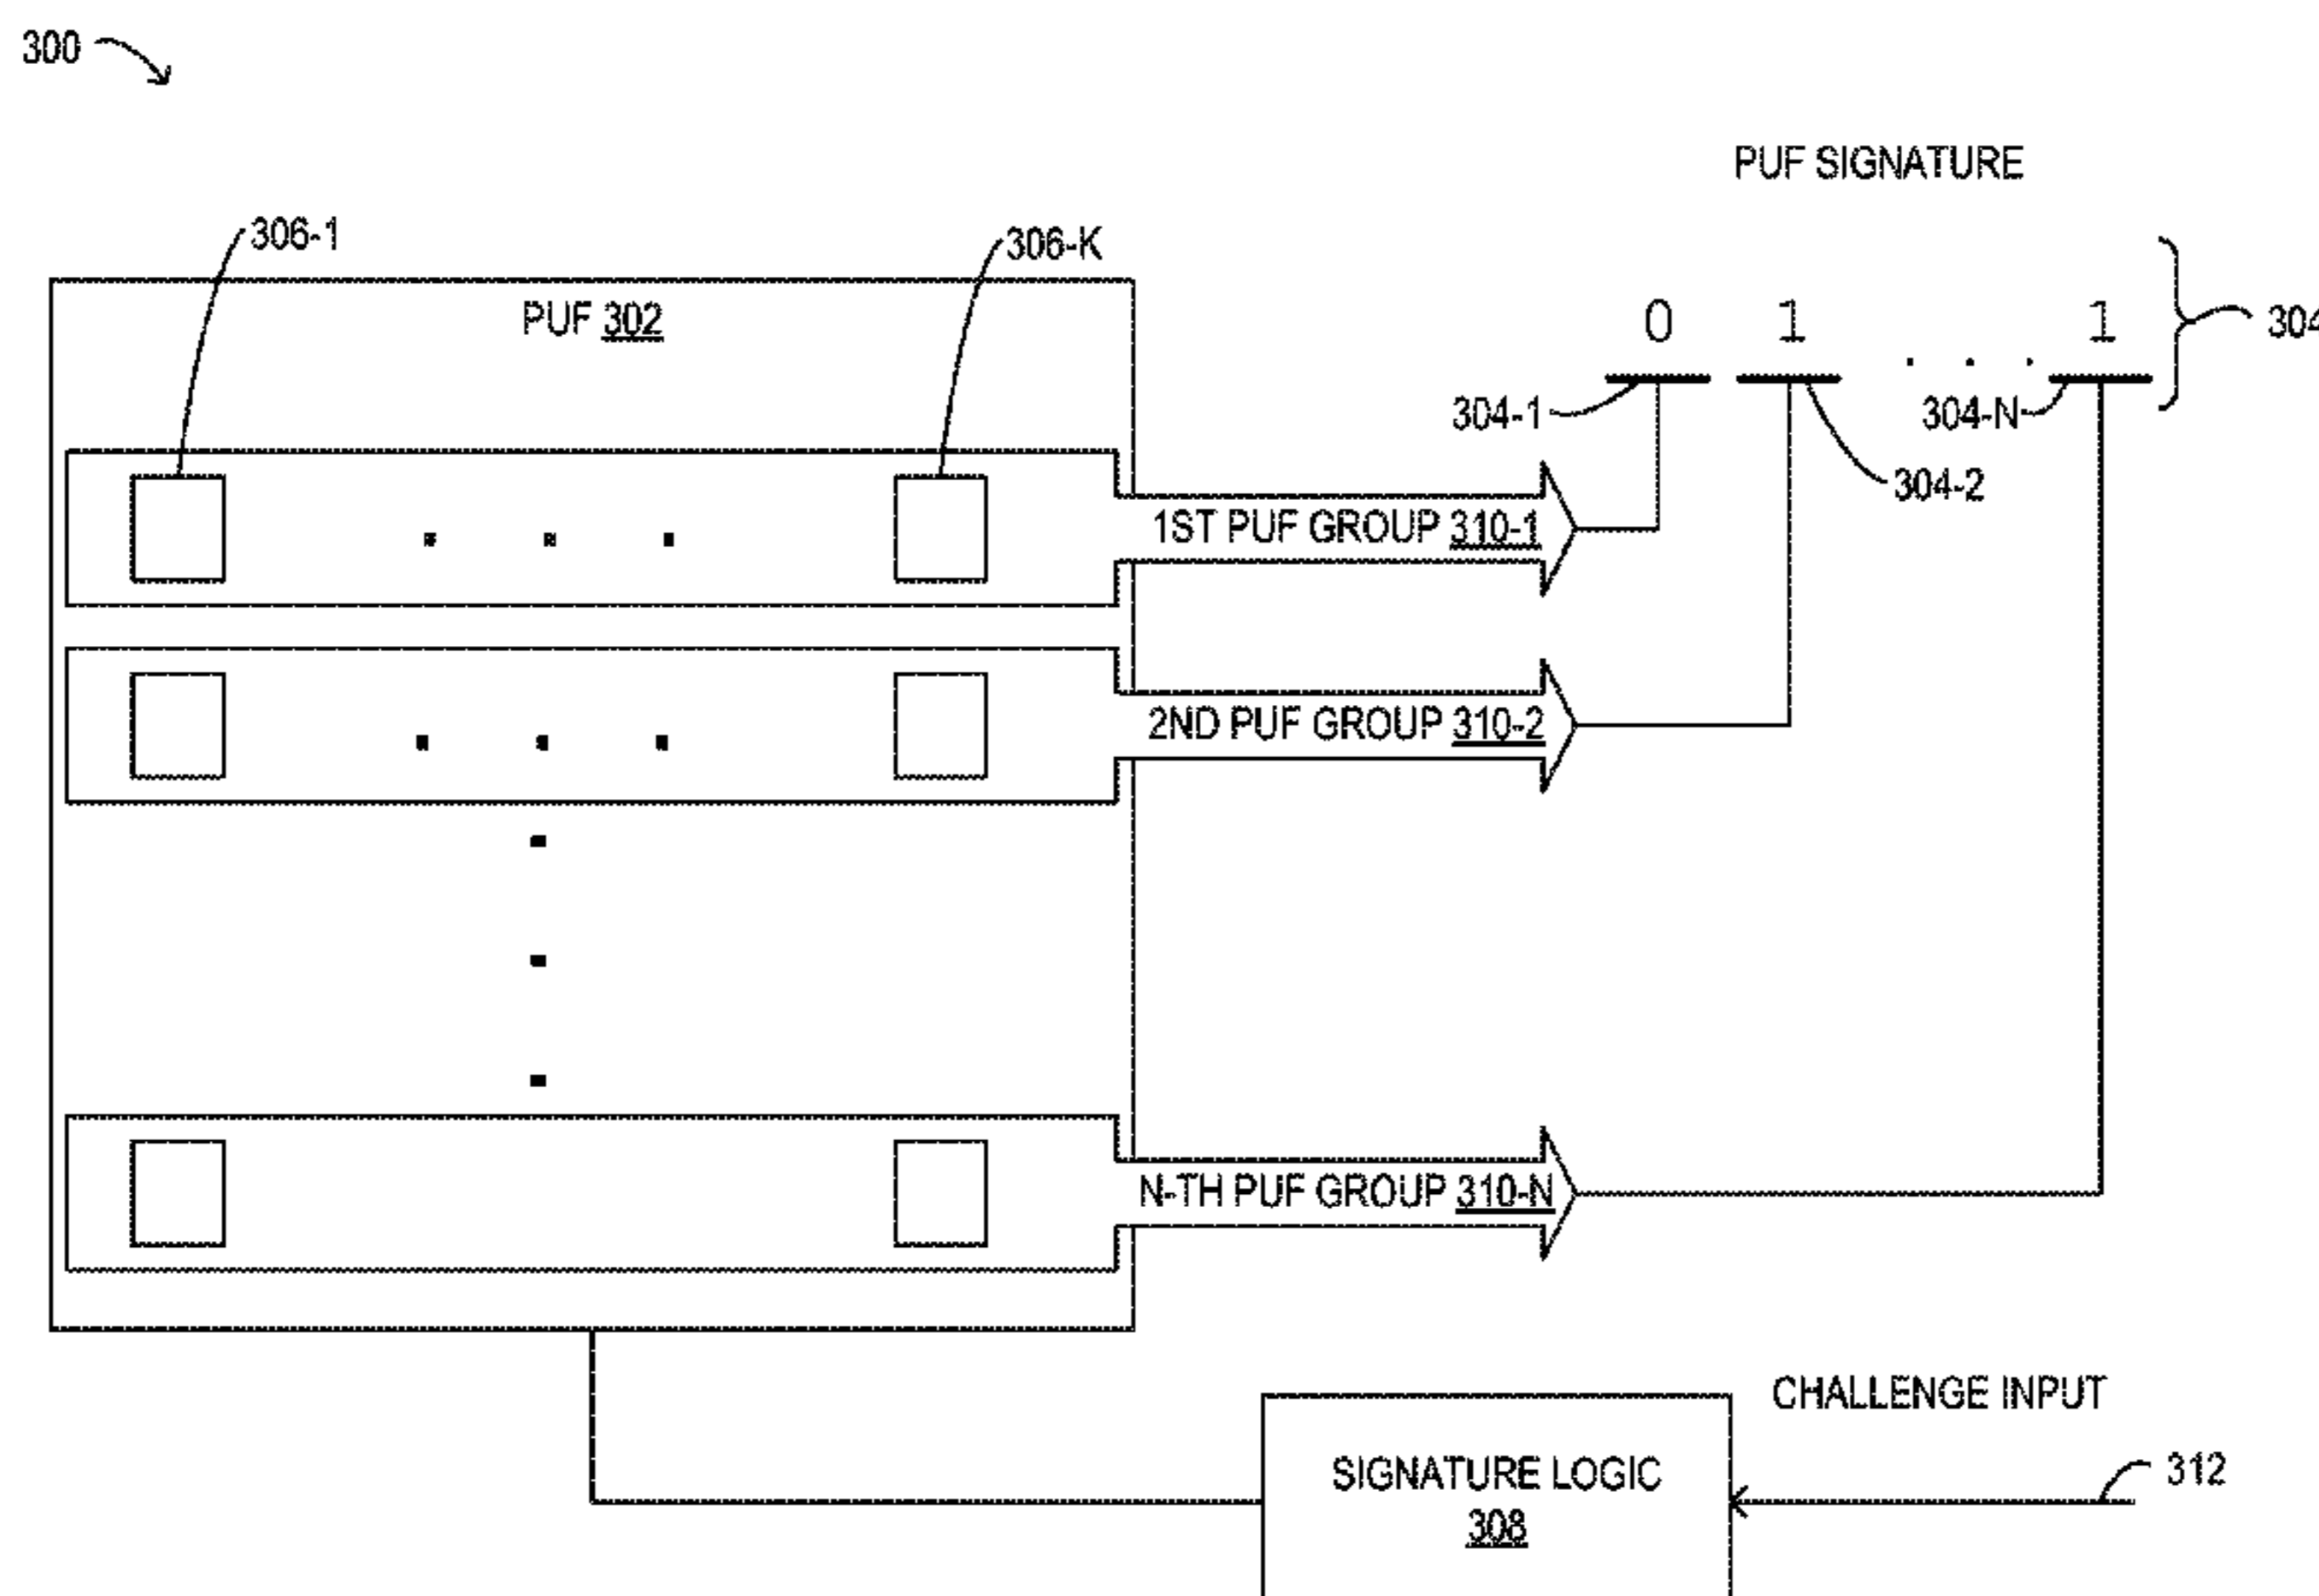 300
PUF SIGNATURE
306-1
306-K
PUF 302
0 1 . . . 1
304
304-1
304-N
304-2
1ST PUF GROUP 310-1
2ND PUF GROUP 310-2
N-TH PUF GROUP 310-N
CHALLENGE INPUT
SIGNATURE LOGIC
308
312